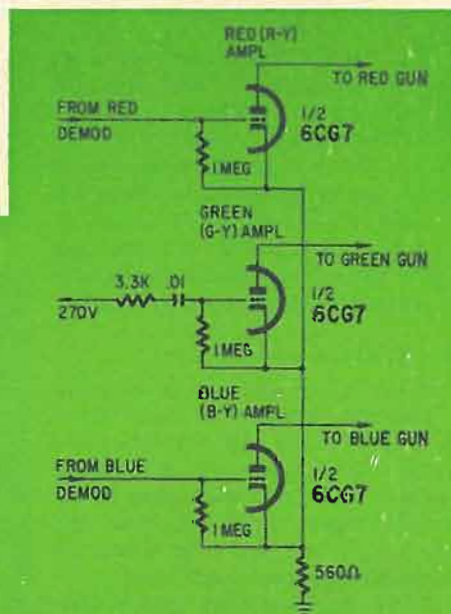 RED (R-Y)
AMPL
TO RED GUN
FROM RED
DEMOD
1/2
6CG7
1 MEG
GREEN
(G-Y) AMPL
TO GREEN GUN
3.3K .01
270V
1/2
6CG7
1 MEG
BLUE
(B-Y) AMPL
TO BLUE GUN
FROM BLUE
DEMOD
1/2
6CG7
1 MEG
560Ω